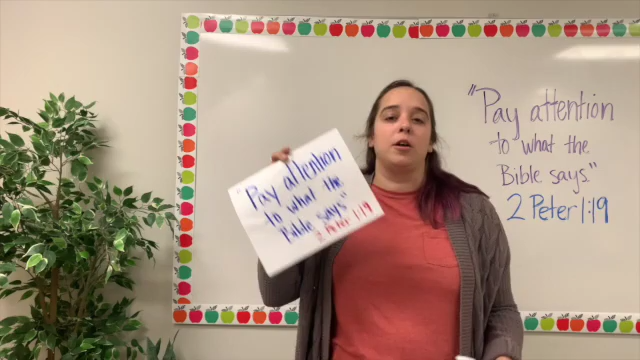 "Pay attention
to what the
Bible says"
2 Peter 1:19
"Pay attention
to what the
Bible says"
2 Peter 1:19